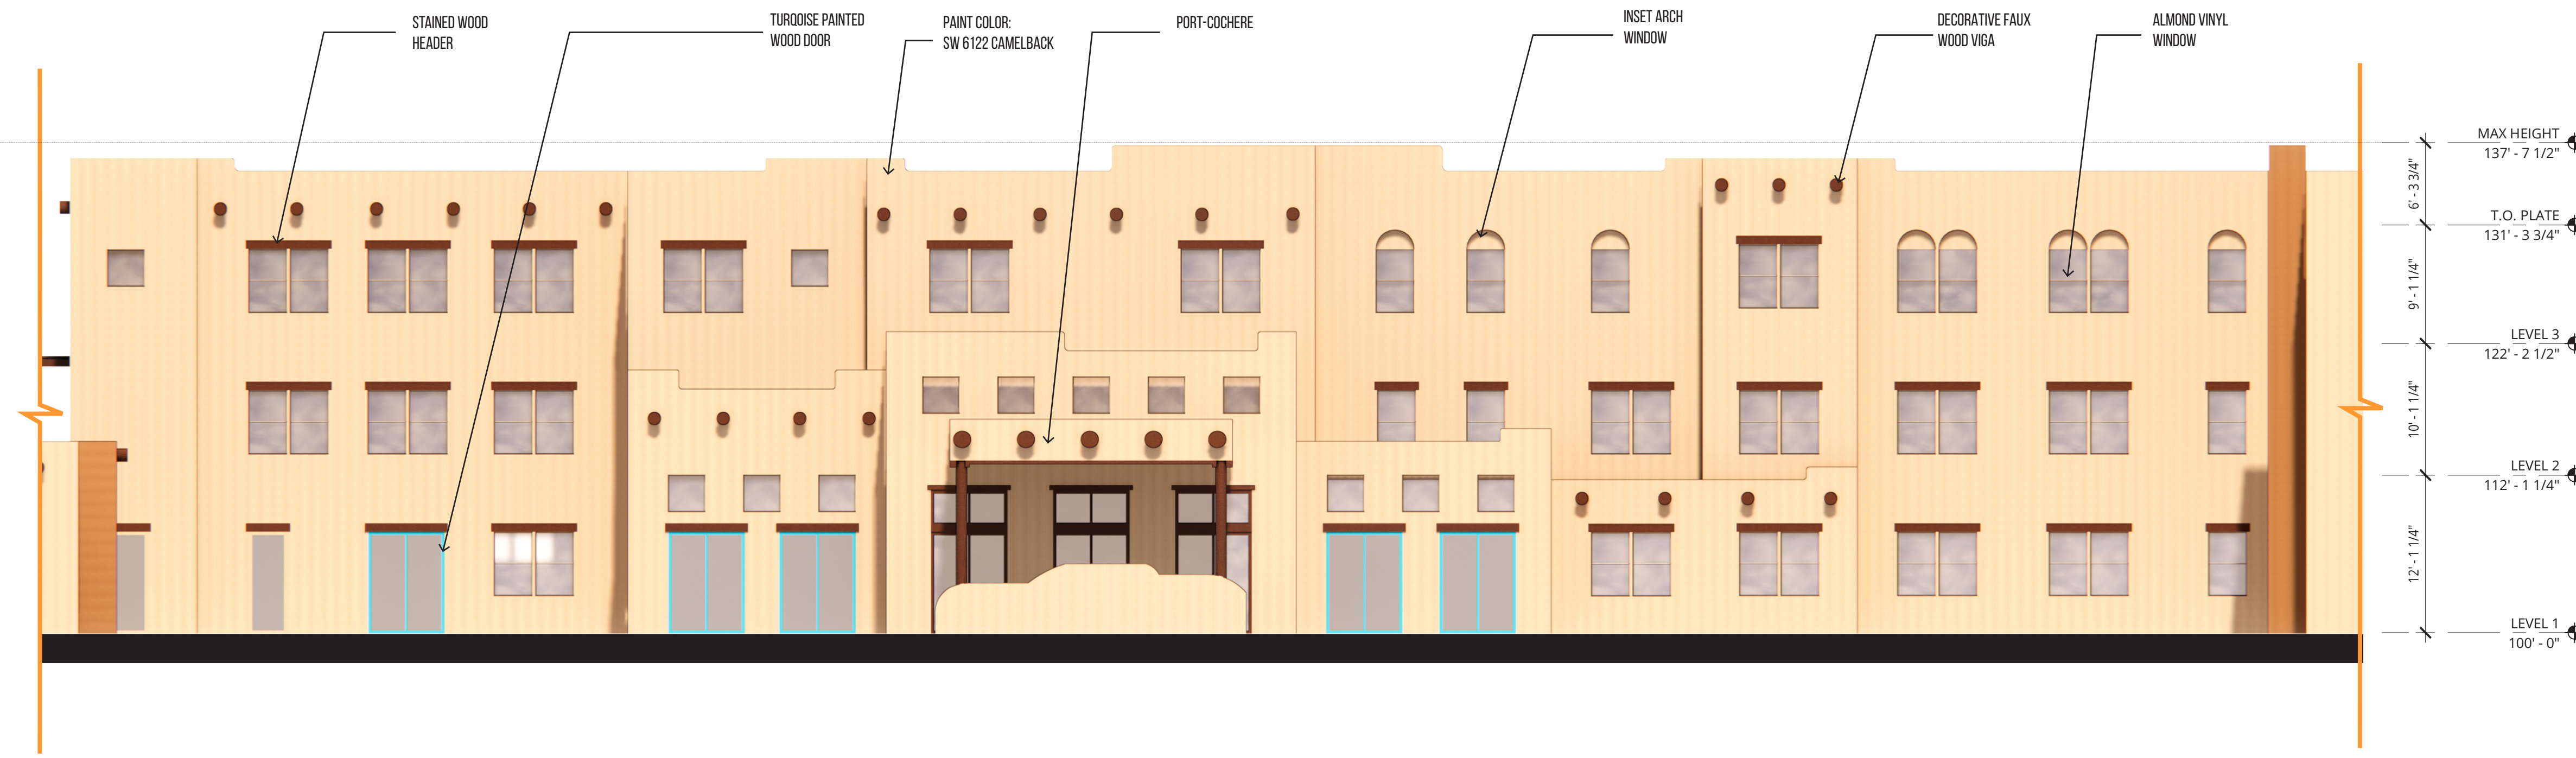 STAINED WOOD
HEADER
TURQOISE PAINTED
WOOD DOOR
PAINT COLOR:
SW 6122 CAMELBACK
PORT-COCHERE
INSET ARCH
WINDOW
DECORATIVE FAUX
WOOD VIGA
ALMOND VINYL
WINDOW
MAX HEIGHT
137' - 7 1/2"
6' - 3 3/4"
T.O. PLATE
131' - 3 3/4"
9' - 1 1/4"
LEVEL 3
122' - 2 1/2"
10' - 1 1/4"
LEVEL 2
112' - 1 1/4"
12' - 1 1/4"
LEVEL 1
100' - 0"